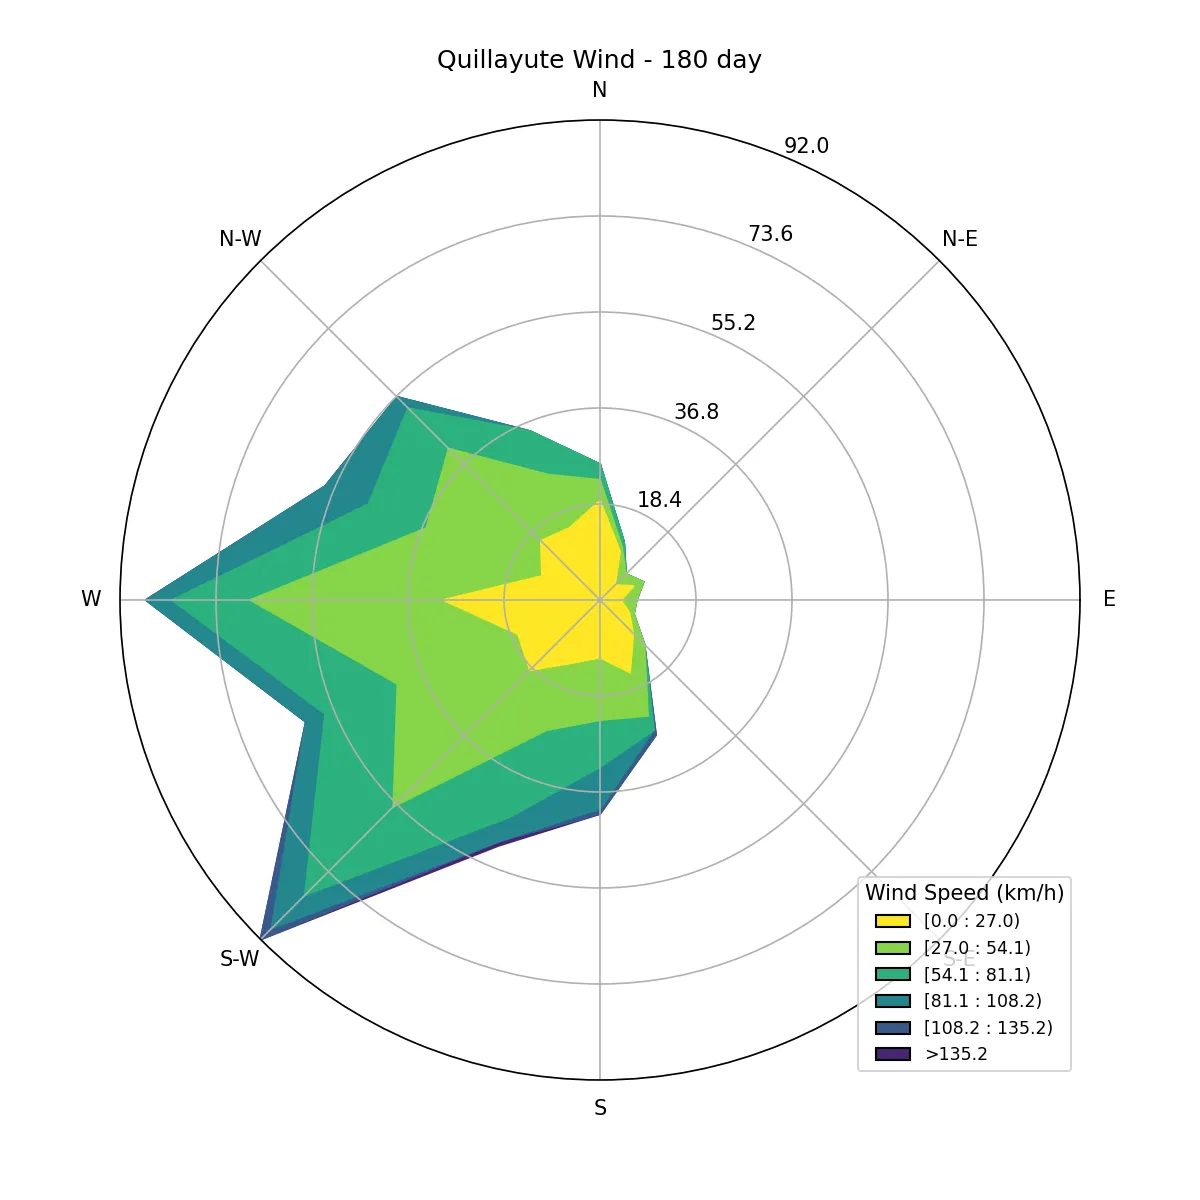 Quillayute Wind - 180 day
N
92.0
N-W
73.6
N-E
55.2
36.8
18.4
W
E
S-W
S-E
S
Wind Speed (km/h)
[0.0 : 27.0)
[27.0 : 54.1)
[54.1 : 81.1)
[81.1 : 108.2)
[108.2 : 135.2)
>135.2